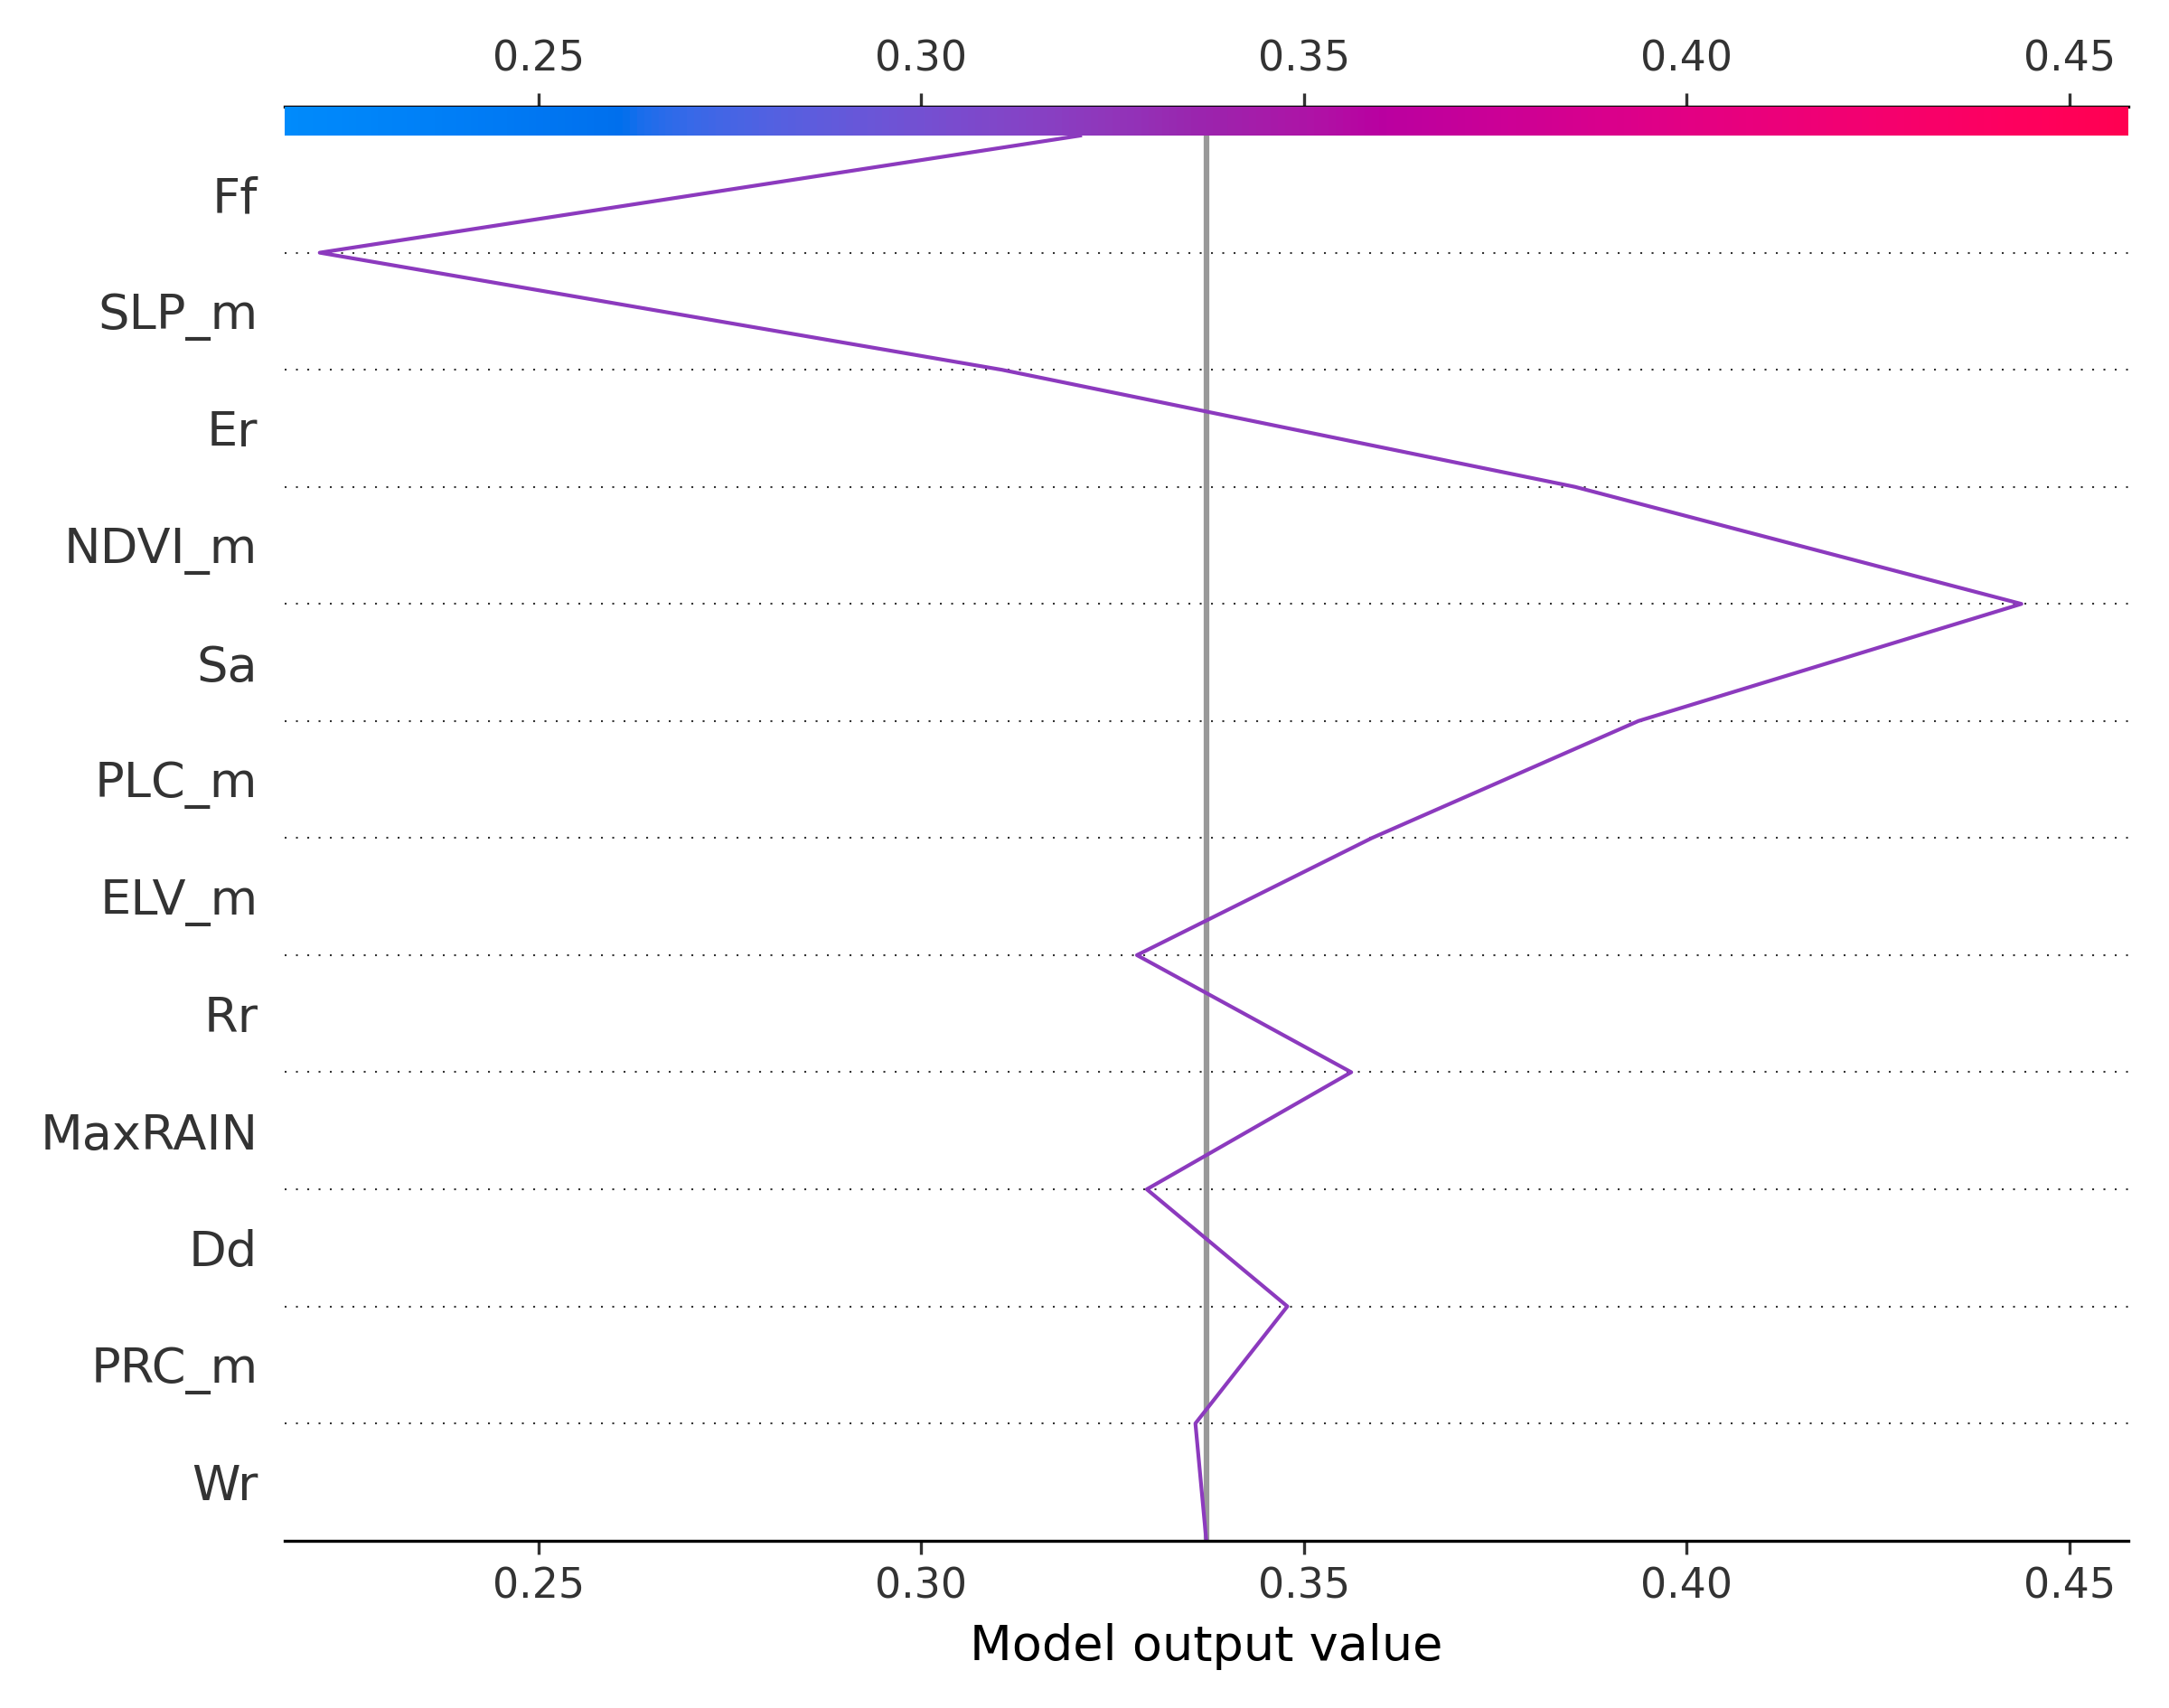 0.25 0.30 0.35 0.40 0.45
Ff
SLP_m
Er
NDVI_m
Sa
PLC_m
ELV_m
Rr
MaxRAIN
Dd
PRC_m
Wr
0.25 0.30 0.35 0.40 0.45
Model output value